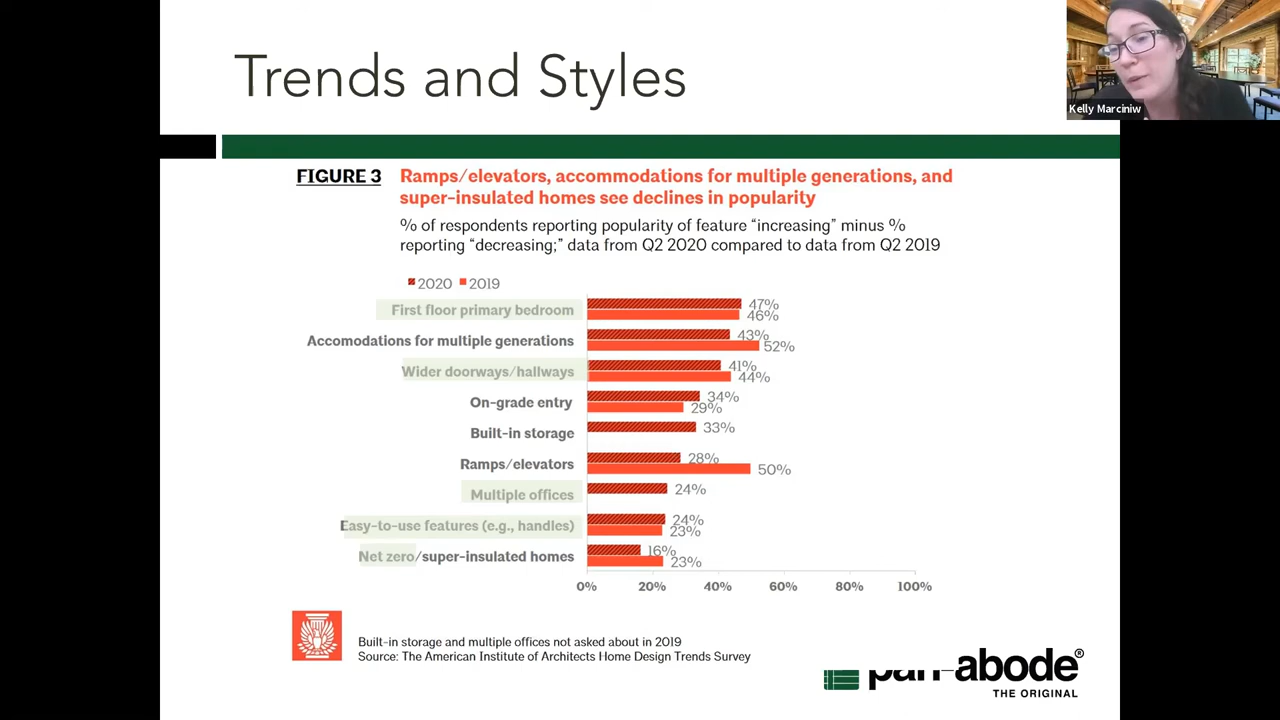 Trends and Styles
Kelly Marciniw
FIGURE 3
Ramps/elevators, accommodations for multiple generations, and
super-insulated homes see declines in popularity
% of respondents reporting popularity of feature “increasing” minus %
reporting “decreasing;” data from Q2 2020 compared to data from Q2 2019
2020 2019
First floor primary bedroom 47%
46%
Accomodations for multiple generations 43%
52%
Wider doorways/hallways 41%
44%
On-grade entry 34%
29%
Built-in storage 33%
Ramps/elevators 28%
50%
Multiple offices 24%
Easy-to-use features (e.g., handles) 24%
23%
Net zero/super-insulated homes 16%
23%
0% 20% 40% 60% 80% 100%
Built-in storage and multiple offices not asked about in 2019
Source: The American Institute of Architects Home Design Trends Survey
pan-abode®
THE ORIGINAL